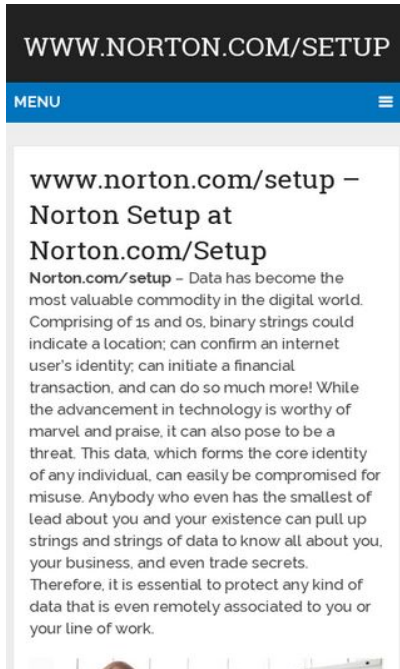 WWW.NORTON.COM/SETUP
MENU
www.norton.com/setup –
Norton Setup at
Norton.com/Setup
Norton.com/setup – Data has become the
most valuable commodity in the digital world.
Comprising of 1s and 0s, binary strings could
indicate a location; can confirm an internet
user's identity; can initiate a financial
transaction, and can do so much more! While
the advancement in technology is worthy of
marvel and praise, it can also pose to be a
threat. This data, which forms the core identity
of any individual, can easily be compromised for
misuse. Anybody who even has the smallest of
lead about you and your existence can pull up
strings and strings of data to know all about you,
your business, and even trade secrets.
Therefore, it is essential to protect any kind of
data that is even remotely associated to you or
your line of work.